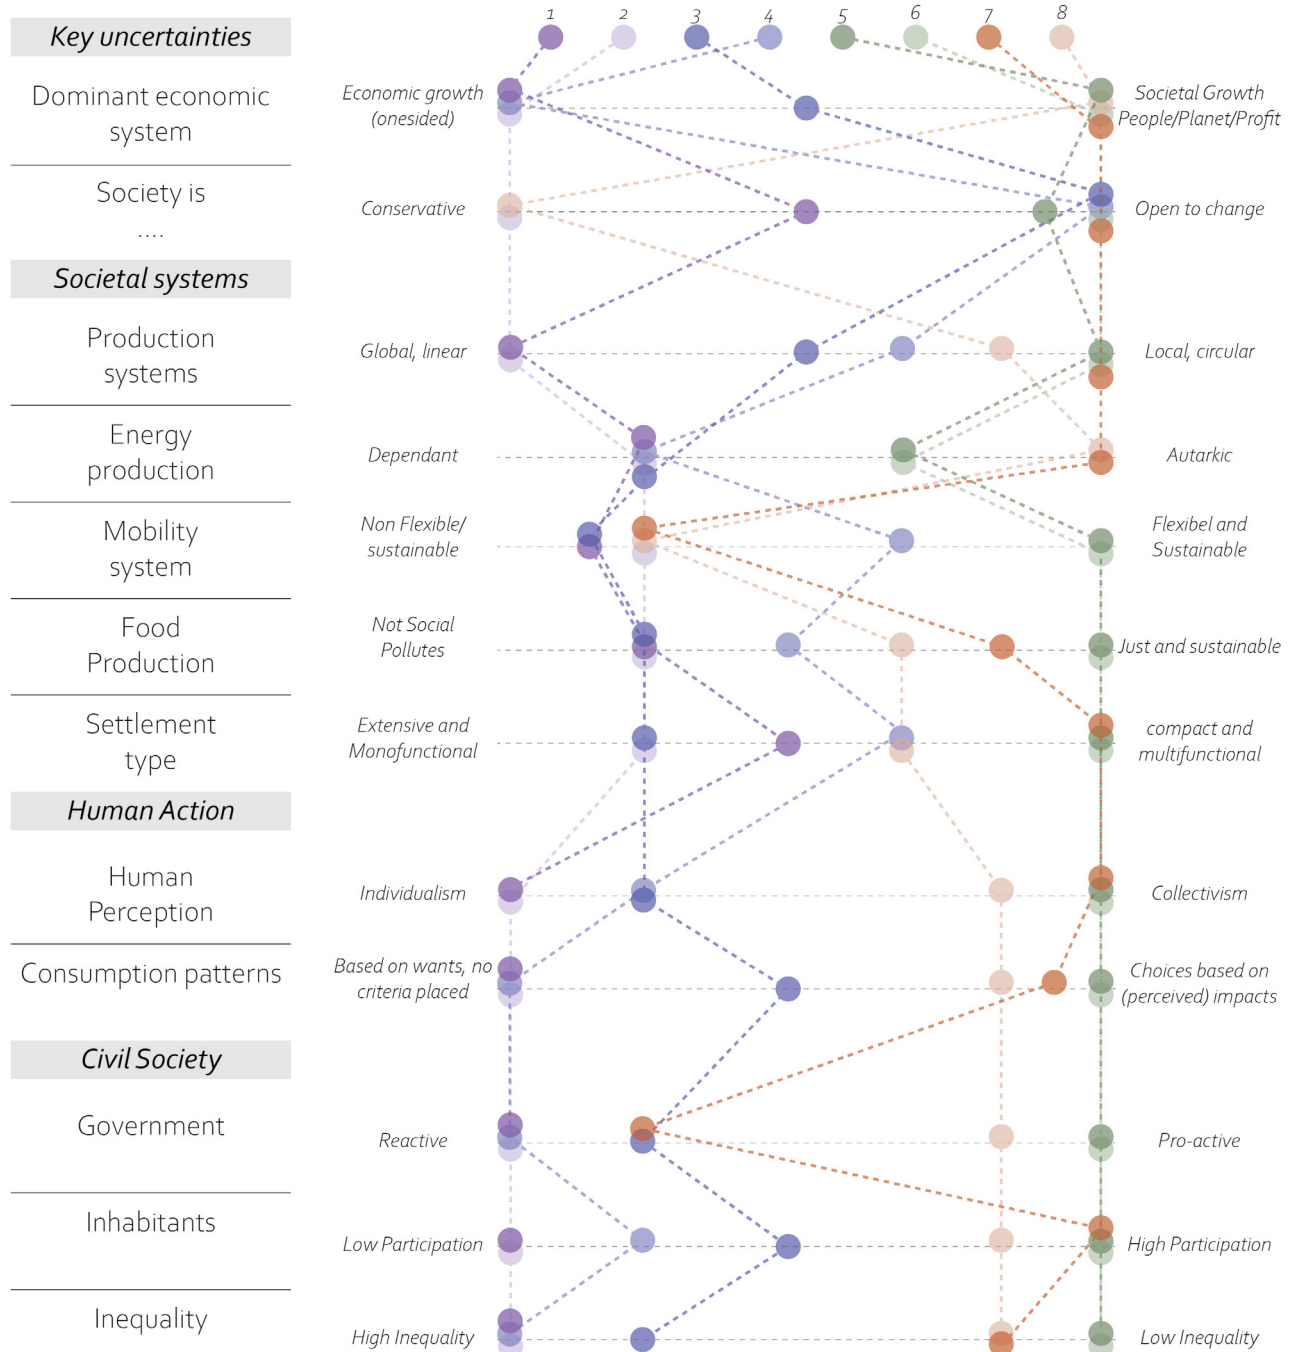 1 2 3 4 5 6 7 8
Key uncertainties
Dominant economic
system
Economic growth
(onesided)
Societal Growth
People/Planet/Profit
Society is
....
Conservative
Open to change
Societal systems
Production
systems
Global, linear
Local, circular
Energy
production
Dependant
Autarkic
Mobility
system
Non Flexible/
sustainable
Flexibel and
Sustainable
Food
Production
Not Social
Pollutes
Just and sustainable
Settlement
type
Extensive and
Monofunctional
compact and
multifunctional
Human Action
Human
Perception
Individualism
Collectivism
Consumption patterns
Based on wants, no
criteria placed
Choices based on
(perceived) impacts
Civil Society
Government
Reactive
Pro-active
Inhabitants
Low Participation
High Participation
Inequality
High Inequality
Low Inequality